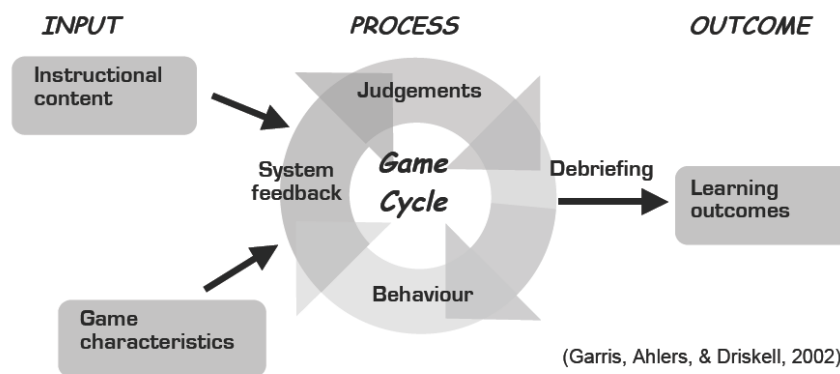 INPUT
PROCESS
OUTCOME
Instructional
content
Judgements
System
feedback
Game
Cycle
Debriefing
Learning
outcomes
Behaviour
Game
characteristics
(Garris, Ahlers, & Driskell, 2002)